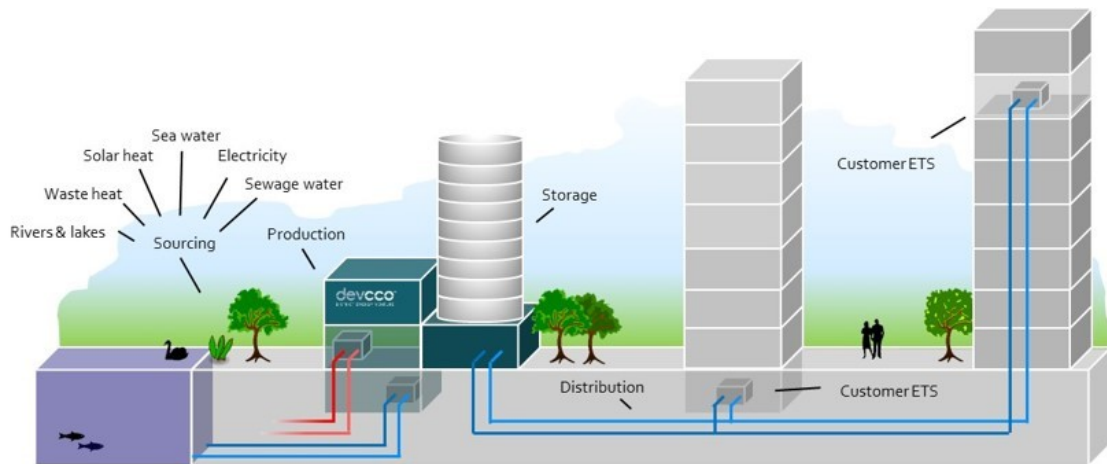 Sea water
Solar heat
Electricity
Waste heat
Sewage water
Rivers & lakes
Sourcing
Production
Storage
Customer ETS
devcco
Distribution
Customer ETS